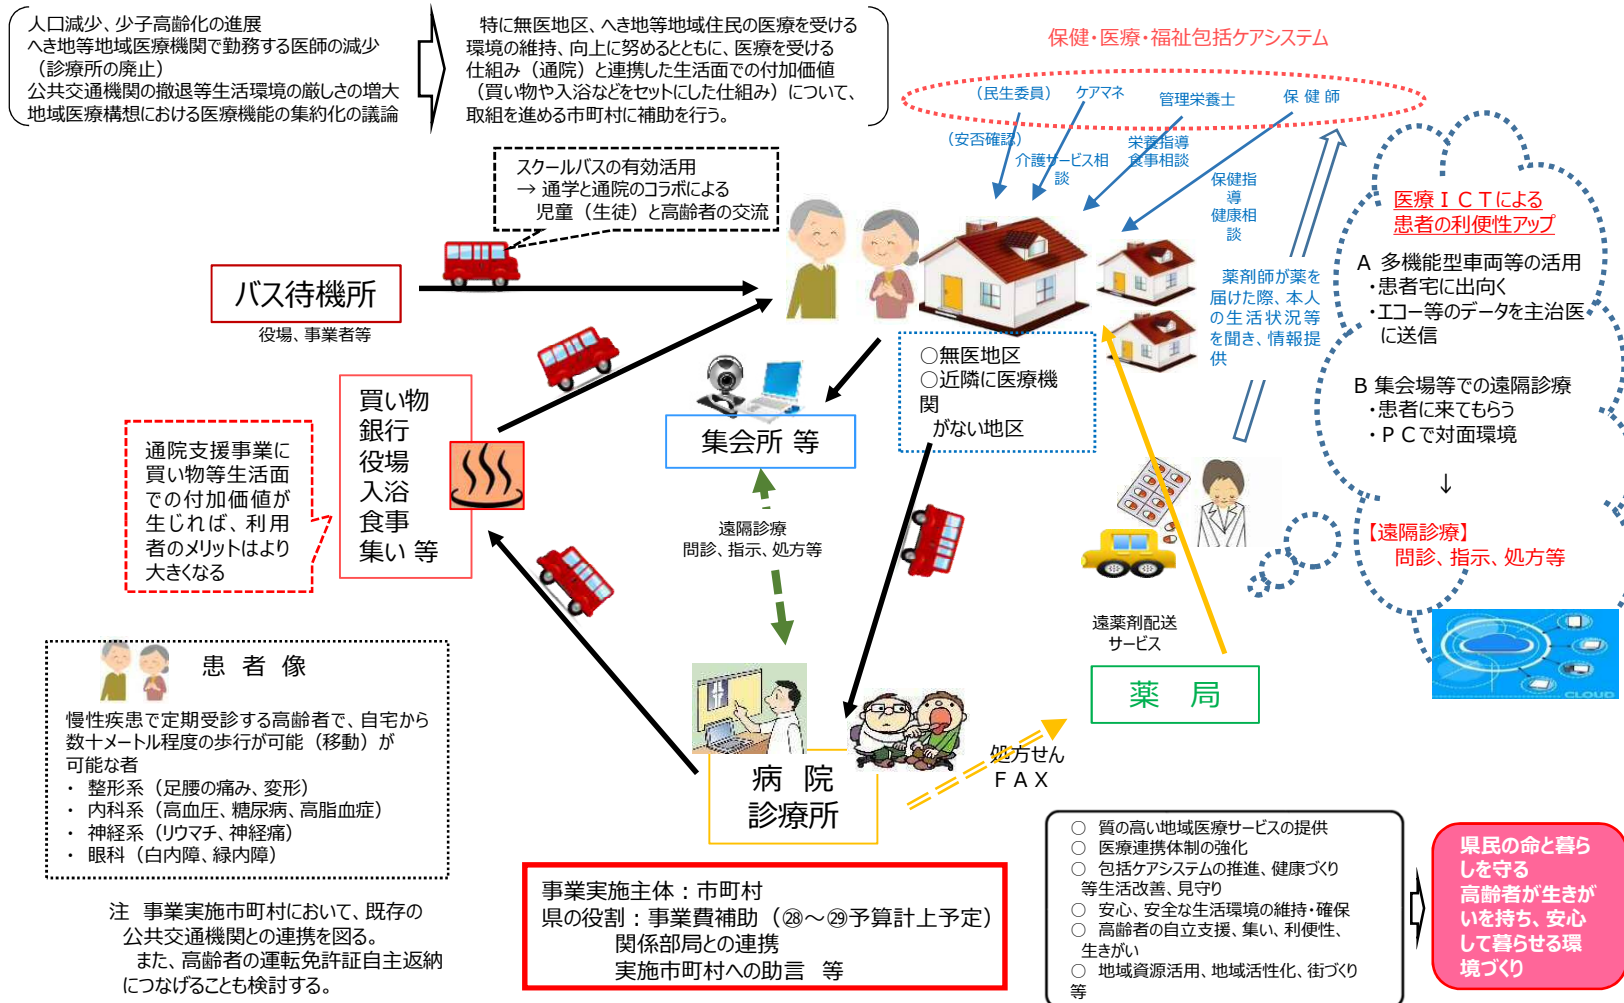 人口減少、少子高齢化の進展
へき地等地域医療機関で勤務する医師の減少
（診療所の廃止）
公共交通機関の撤退等生活環境の厳しさの増大
地域医療構想における医療機能の集約化の議論
特に無医地区、へき地等地域住民の医療を受ける
環境の維持、向上に努めるとともに、医療を受ける
仕組み（通院）と連携した生活面での付加価値
（買い物や入浴などをセットにした仕組み）について、
取組を進める市町村に補助を行う。
保健・医療・福祉包括ケアシステム
（民生委員）
ケアマネ
管理栄養士
保 健 師
（安否確認）
介護サービス相
談
栄養指導
食事相談
保健指
導
健康相
談
スクールバスの有効活用
→ 通学と通院のコラボによる
児童（生徒）と高齢者の交流
バス待機所
役場、事業者等
薬剤師が薬を
届けた際、本人
の生活状況等
を聞き、情報提
供
医療ＩＣＴによる
患者の利便性アップ
A 多機能型車両等の活用
・患者宅に出向く
・エコー等のデータを主治医
に送信
B 集会場等での遠隔診療
・患者に来てもらう
・ＰＣで対面環境
↓
【遠隔診療】
問診、指示、処方等
CLOUD
○無医地区
○近隣に医療機
関
がない地区
集会所 等
買い物
銀行
役場
入浴
食事
集い 等
通院支援事業に
買い物等生活面
での付加価値が
生じれば、利用
者のメリットはより
大きくなる
遠隔診療
問診、指示、処方等
遠薬剤配送
サービス
薬 局
処方せん
ＦＡＸ
病 院
診療所
患 者 像
慢性疾患で定期受診する高齢者で、自宅から
数十メートル程度の歩行が可能（移動）が
可能な者
・ 整形系（足腰の痛み、変形）
・ 内科系（高血圧、糖尿病、高脂血症）
・ 神経系（リウマチ、神経痛）
・ 眼科（白内障、緑内障）
注 事業実施市町村において、既存の
公共交通機関との連携を図る。
また、高齢者の運転免許証自主返納
につなげることも検討する。
事業実施主体：市町村
県の役割：事業費補助（㉘～㉙予算計上予定）
関係部局との連携
実施市町村への助言 等
○ 質の高い地域医療サービスの提供
○ 医療連携体制の強化
○ 包括ケアシステムの推進、健康づくり
等生活改善、見守り
○ 安心、安全な生活環境の維持・確保
○ 高齢者の自立支援、集い、利便性、
生きがい
○ 地域資源活用、地域活性化、街づくり
等
県民の命と暮ら
しを守る
高齢者が生きが
いを持ち、安心
して暮らせる環
境づくり